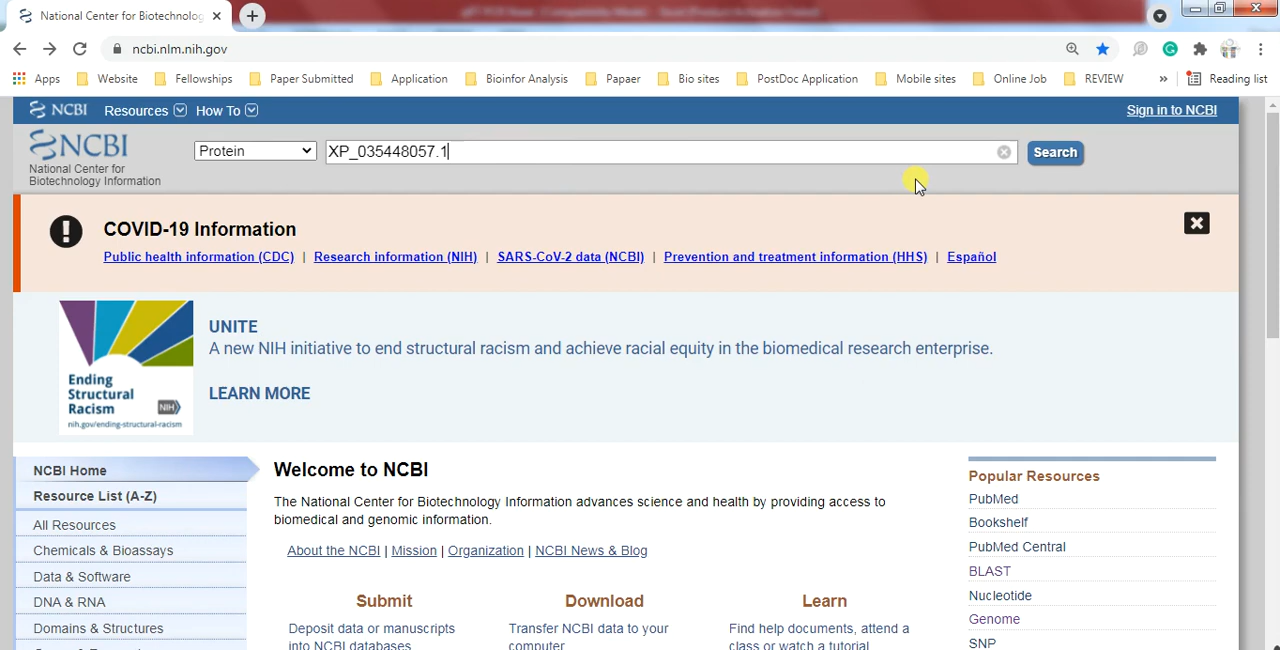 National Center for Biotechnolog
ncbi.nlm.nih.gov
Apps Website Fellowships Paper Submitted Application Bioinfor Analysis Papaer Bio sites PostDoc Application Mobile sites Online Job REVIEW » Reading list
NCBI Resources How To Sign in to NCBI
NCBI
National Center for
Biotechnology Information
Protein XP_035448057.1 Search
COVID-19 Information
Public health information (CDC) | Research information (NIH) | SARS-CoV-2 data (NCBI) | Prevention and treatment information (HHS) | Español
Ending
Structural
Racism NIH
nih.gov/ending-structural-racism
UNITE
A new NIH initiative to end structural racism and achieve racial equity in the biomedical research enterprise.
LEARN MORE
NCBI Home
Resource List (A-Z)
All Resources
Chemicals & Bioassays
Data & Software
DNA & RNA
Domains & Structures
Welcome to NCBI
The National Center for Biotechnology Information advances science and health by providing access to
biomedical and genomic information.
About the NCBI | Mission | Organization | NCBI News & Blog
Submit
Deposit data or manuscripts
into NCBI databases
Download
Transfer NCBI data to your
computer
Learn
Find help documents, attend a
class or watch a tutorial
Popular Resources
PubMed
Bookshelf
PubMed Central
BLAST
Nucleotide
Genome
SNP